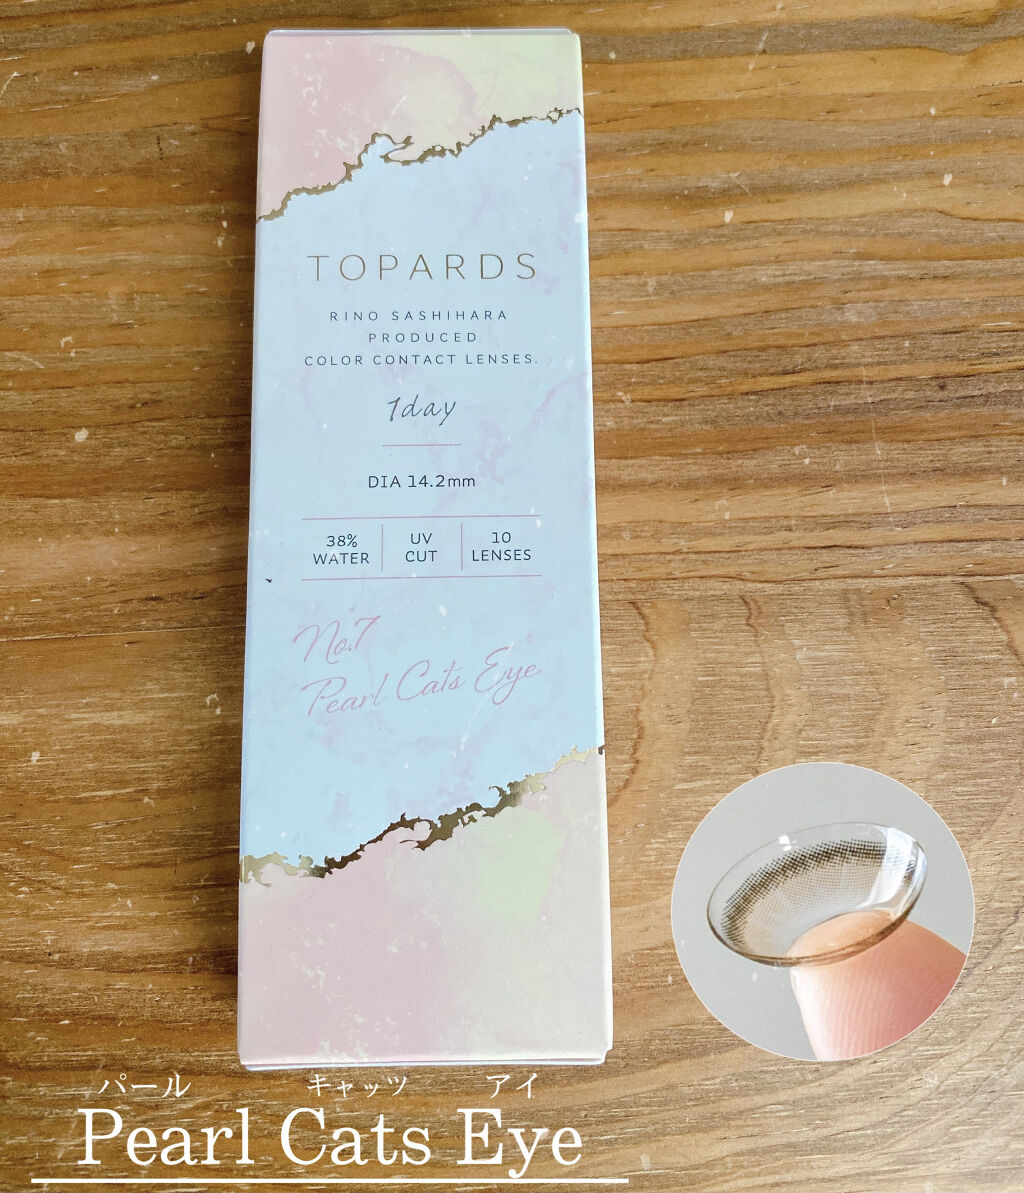 TOPARDS
RINO SASHIHARA
PRODUCED
COLOR CONTACT LENSES.
1day
DIA 14.2mm
38%
WATER
UV
CUT
10
LENSES
No.7
Pearl Cats Eye
パール キャッツ アイ
Pearl Cats Eye